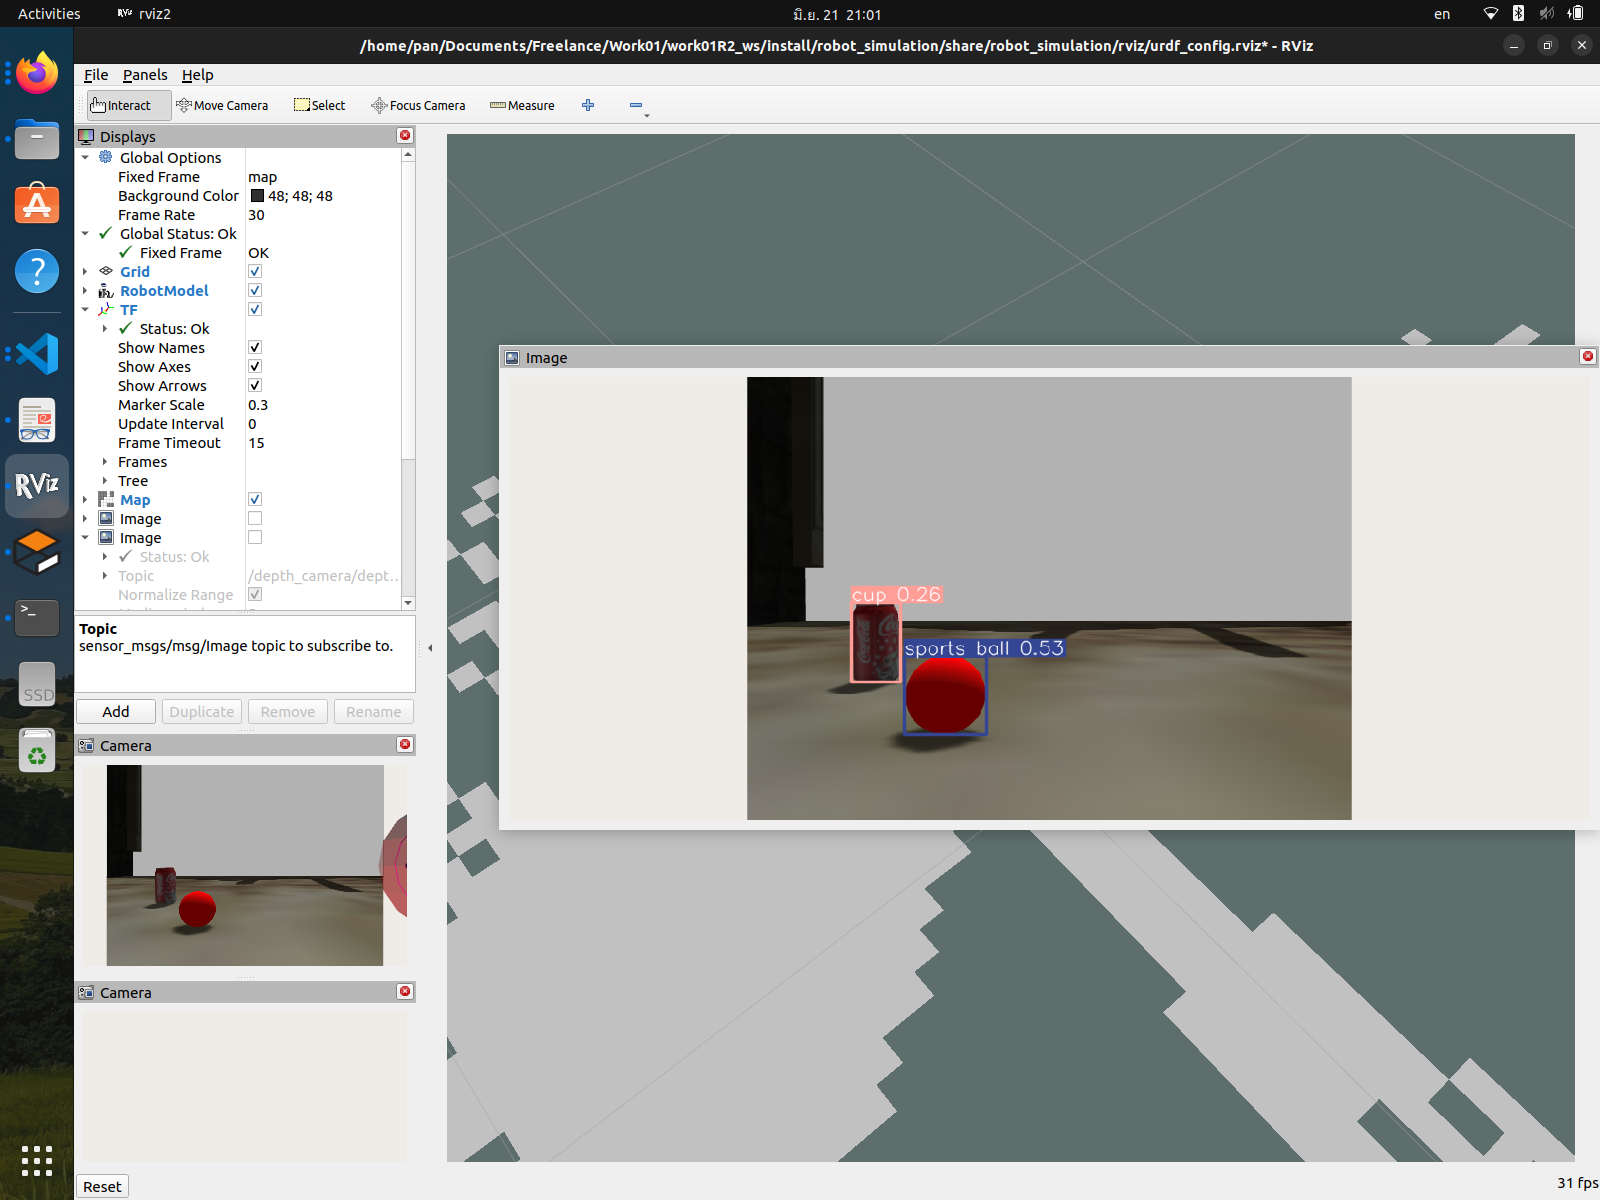 Activities
RViz rviz2
มิ.ย. 21 21:01
en
/home/pan/Documents/Freelance/Work01/work01R2_ws/install/robot_simulation/share/robot_simulation/rviz/urdf_config.rviz* - RViz
File Panels Help
Interact Move Camera Select Focus Camera Measure
Displays
Global Options
Fixed Frame map
Background Color 48; 48; 48
Frame Rate 30
Global Status: Ok
Fixed Frame OK
Grid
RobotModel
TF
Status: Ok
Show Names
Show Axes
Show Arrows
Marker Scale 0.3
Update Interval 0
Frame Timeout 15
Frames
Tree
Map
Image
Image
Status: Ok
Topic /depth_camera/dept...
Normalize Range
Topic
sensor_msgs/msg/Image topic to subscribe to.
Add Duplicate Remove Rename
Camera
Camera
Reset
Image
cup 0.26
sports ball 0.53
Coca-Cola
RViz
SSD
31 fps